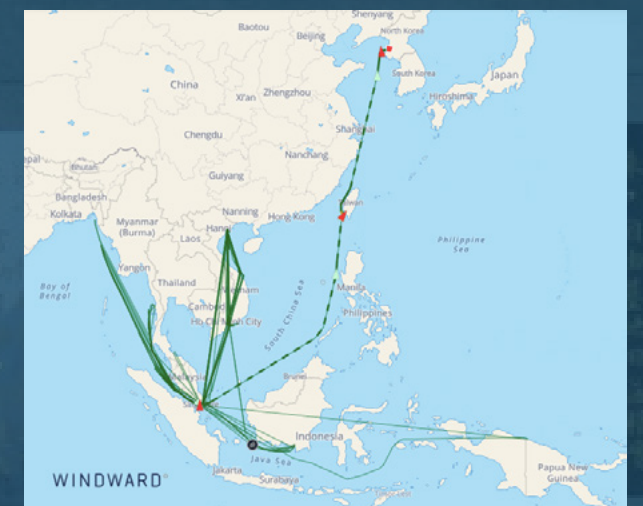 Shenyang
Baotou
North Korea
Beijing
South Korea
Japan
China
Xi'an
Zhengzhou
Hiroshima
Shanghai
Chengdu
Nanchang
Bhutan
Guiyang
Bangladesh
Taiwan
Kolkata
Nanning
Hong Kong
Myanmar
(Burma)
Hanoi
Laos
Philippine
Sea
Yangon
Bay of
Bengal
Thailand
Vietnam
Manila
Cambodia
South China Sea
Philippines
Ho Chi Minh City
Malaysia
Brunei
Indonesia
Java Sea
Jakarta
Surabaya
Papua New
Guinea
WINDWARD